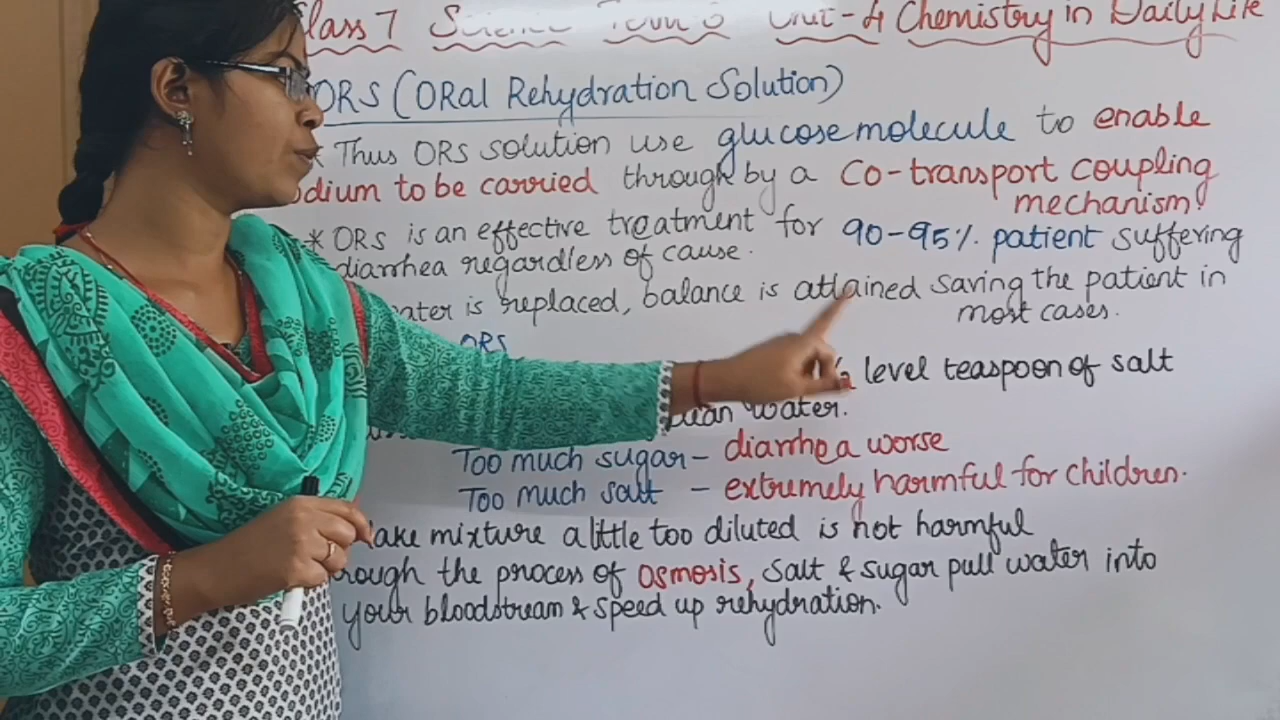 Class 7 Science Term 3 Unit-4 Chemistry in Daily Life
ORS (ORal Rehydration Solution)
* Thus ORS solution use glucose molecule to enable
dium to be carried through by a Co-transport coupling
mechanism!
* ORS is an effective treatment for 90-95% patient suffering
diarrhea regardless of cause.
ater is replaced, balance is attained saving the patient in
most cases.
ORS
level teaspoon of salt
water.
Too much sugar - diarrhea worse
Too much salt - extremely harmful for children.
ake mixture a little too diluted is not harmful
rough the process of Osmosis, salt & sugar pull water into
your bloodstream & speed up rehydration.